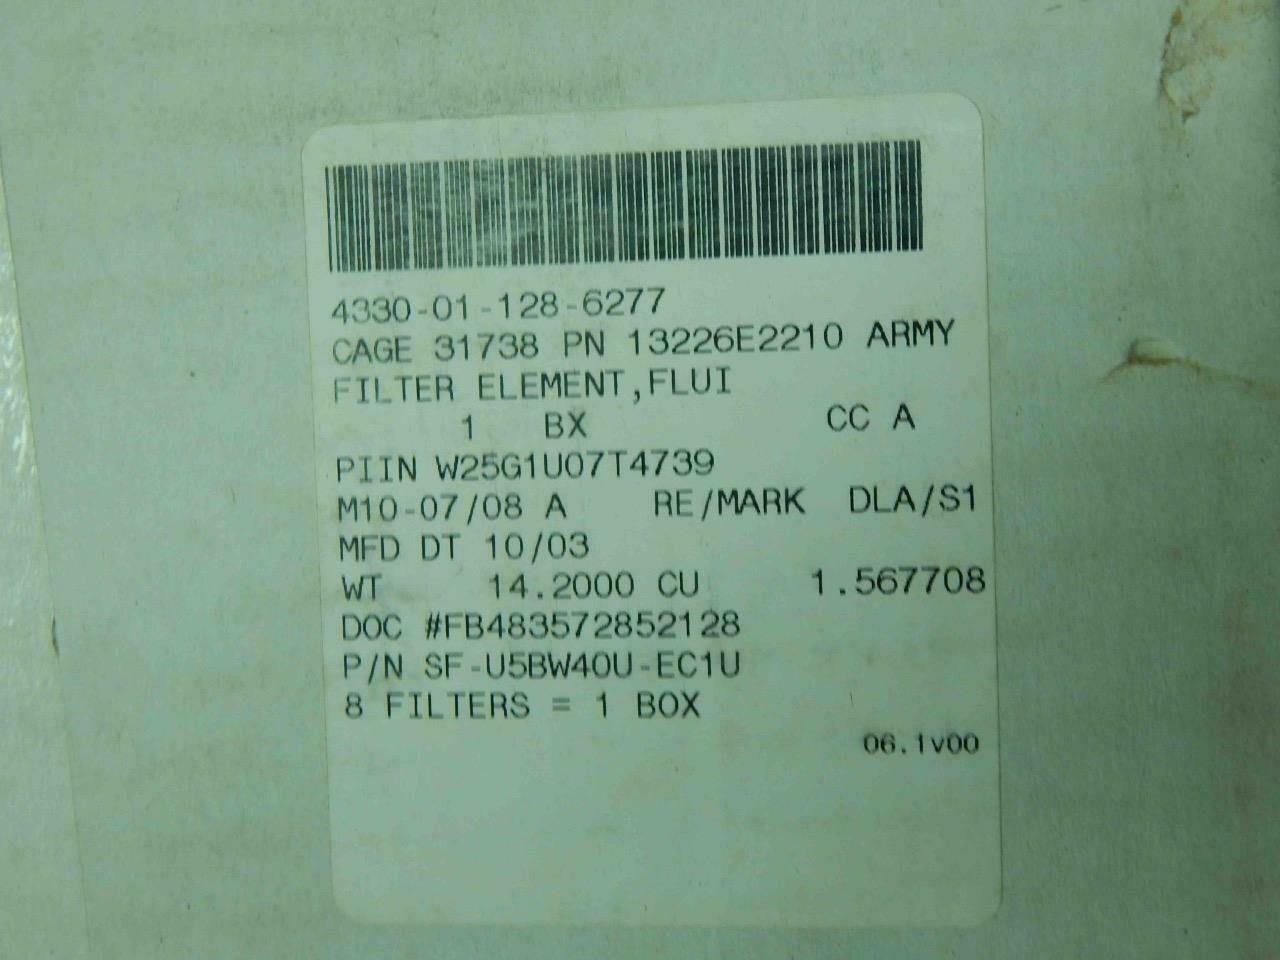 4330-01-128-6277
CAGE 31738 PN 13226E2210 ARMY
FILTER ELEMENT,FLUI
1 BX CC A
PIIN W25G1U07T4739
M10-07/08 A RE/MARK DLA/S1
MFD DT 10/03
WT 14.2000 CU 1.567708
DOC #FB483572852128
P/N SF-U5BW40U-EC1U
8 FILTERS = 1 BOX
06.1v00